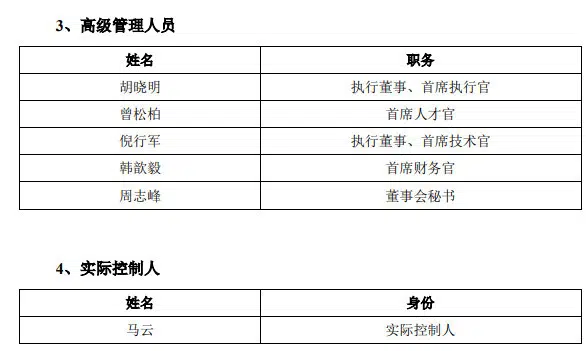 3、高级管理人员
姓名 职务
胡晓明 执行董事、首席执行官
曾松柏 首席人才官
倪行军 执行董事、首席技术官
韩歆毅 首席财务官
周志峰 董事会秘书
4、实际控制人
姓名 身份
马云 实际控制人